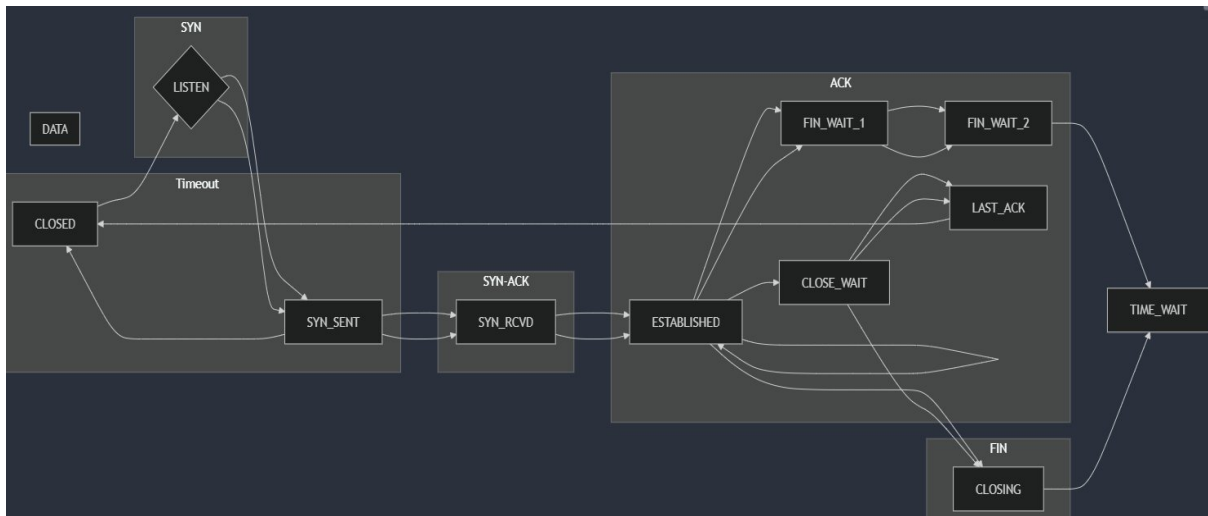 SYN
LISTEN
DATA
Timeout
CLOSED
SYN_SENT
SYN-ACK
SYN_RCVD
ACK
FIN_WAIT_1
FIN_WAIT_2
LAST_ACK
CLOSE_WAIT
ESTABLISHED
TIME_WAIT
FIN
CLOSING